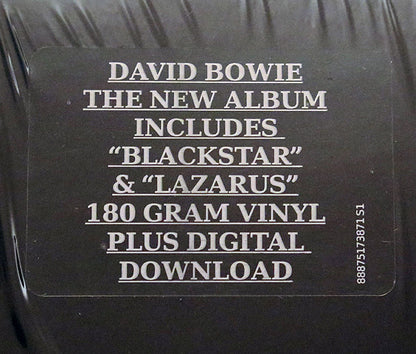 DAVID BOWIE
THE NEW ALBUM
INCLUDES
“BLACKSTAR”
& “LAZARUS”
180 GRAM VINYL
PLUS DIGITAL
DOWNLOAD
88875173871 S1